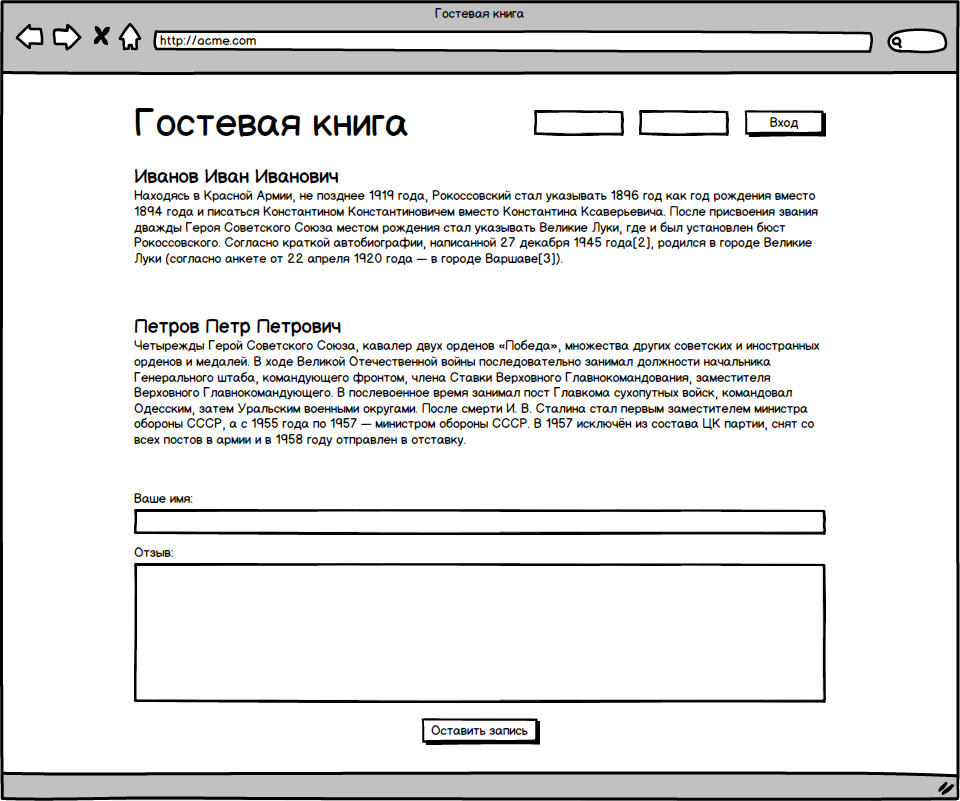 Гостевая книга
http://acme.com
Гостевая книга
Вход
Иванов Иван Иванович
Находясь в Красной Армии, не позднее 1919 года, Рокоссовский стал указывать 1896 год как год рождения вместо
1894 года и писаться Константином Константиновичем вместо Константина Ксаверьевича. После присвоения звания
дважды Героя Советского Союза местом рождения стал указывать Великие Луки, где и был установлен бюст
Рокоссовского. Согласно краткой автобиографии, написанной 27 декабря 1945 года[2], родился в городе Великие
Луки (согласно анкете от 22 апреля 1920 года — в городе Варшаве[3]).
Петров Петр Петрович
Четырежды Герой Советского Союза, кавалер двух орденов «Победа», множества других советских и иностранных
орденов и медалей. В ходе Великой Отечественной войны последовательно занимал должности начальника
Генерального штаба, командующего фронтом, члена Ставки Верховного Главнокомандования, заместителя
Верховного Главнокомандующего. В послевоенное время занимал пост Главкома сухопутных войск, командовал
Одесским, затем Уральским военными округами. После смерти И. В. Сталина стал первым заместителем министра
обороны СССР, а с 1955 года по 1957 — министром обороны СССР. В 1957 исключён из состава ЦК партии, снят со
всех постов в армии и в 1958 году отправлен в отставку.
Ваше имя:
Отзыв:
Оставить запись